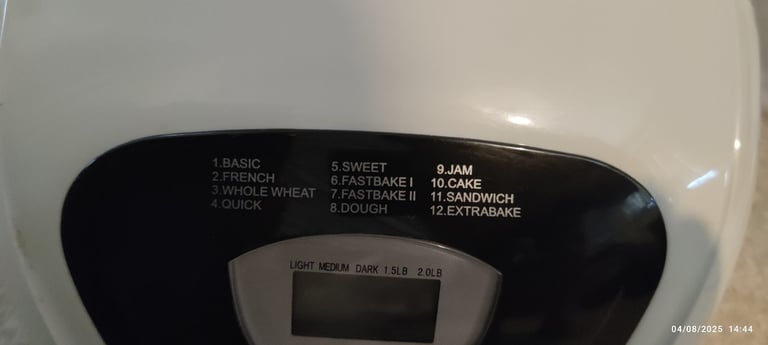 1.BASIC
2.FRENCH
3.WHOLE WHEAT
4.QUICK
5.SWEET
6.FASTBAKE I
7.FASTBAKE II
8.DOUGH
9.JAM
10.CAKE
11.SANDWICH
12.EXTRABAKE
LIGHT MEDIUM DARK 1.5LB 2.0LB
04/08/2025 14:44